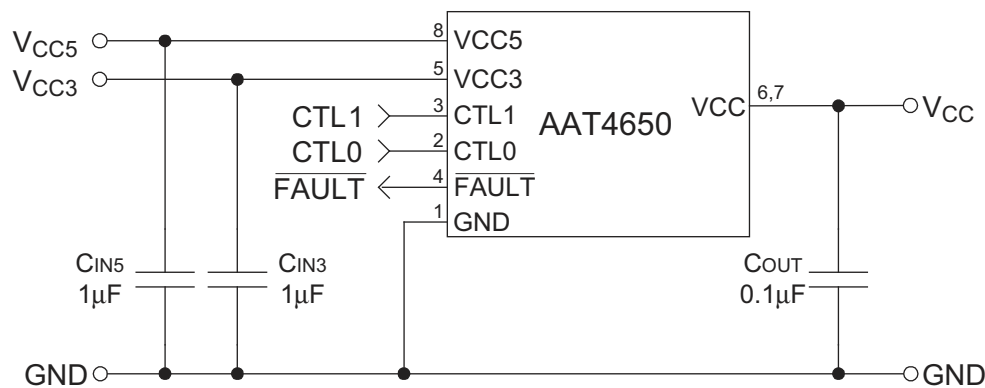 VCC5
8
VCC5
VCC3
5
VCC3
CTL1
3
CTL1
CTL0
2
CTL0
FAULT
4
FAULT
1
GND
AAT4650
VCC
6,7
VCC
CIN5
1μF
CIN3
1μF
COUT
0.1μF
GND
GND